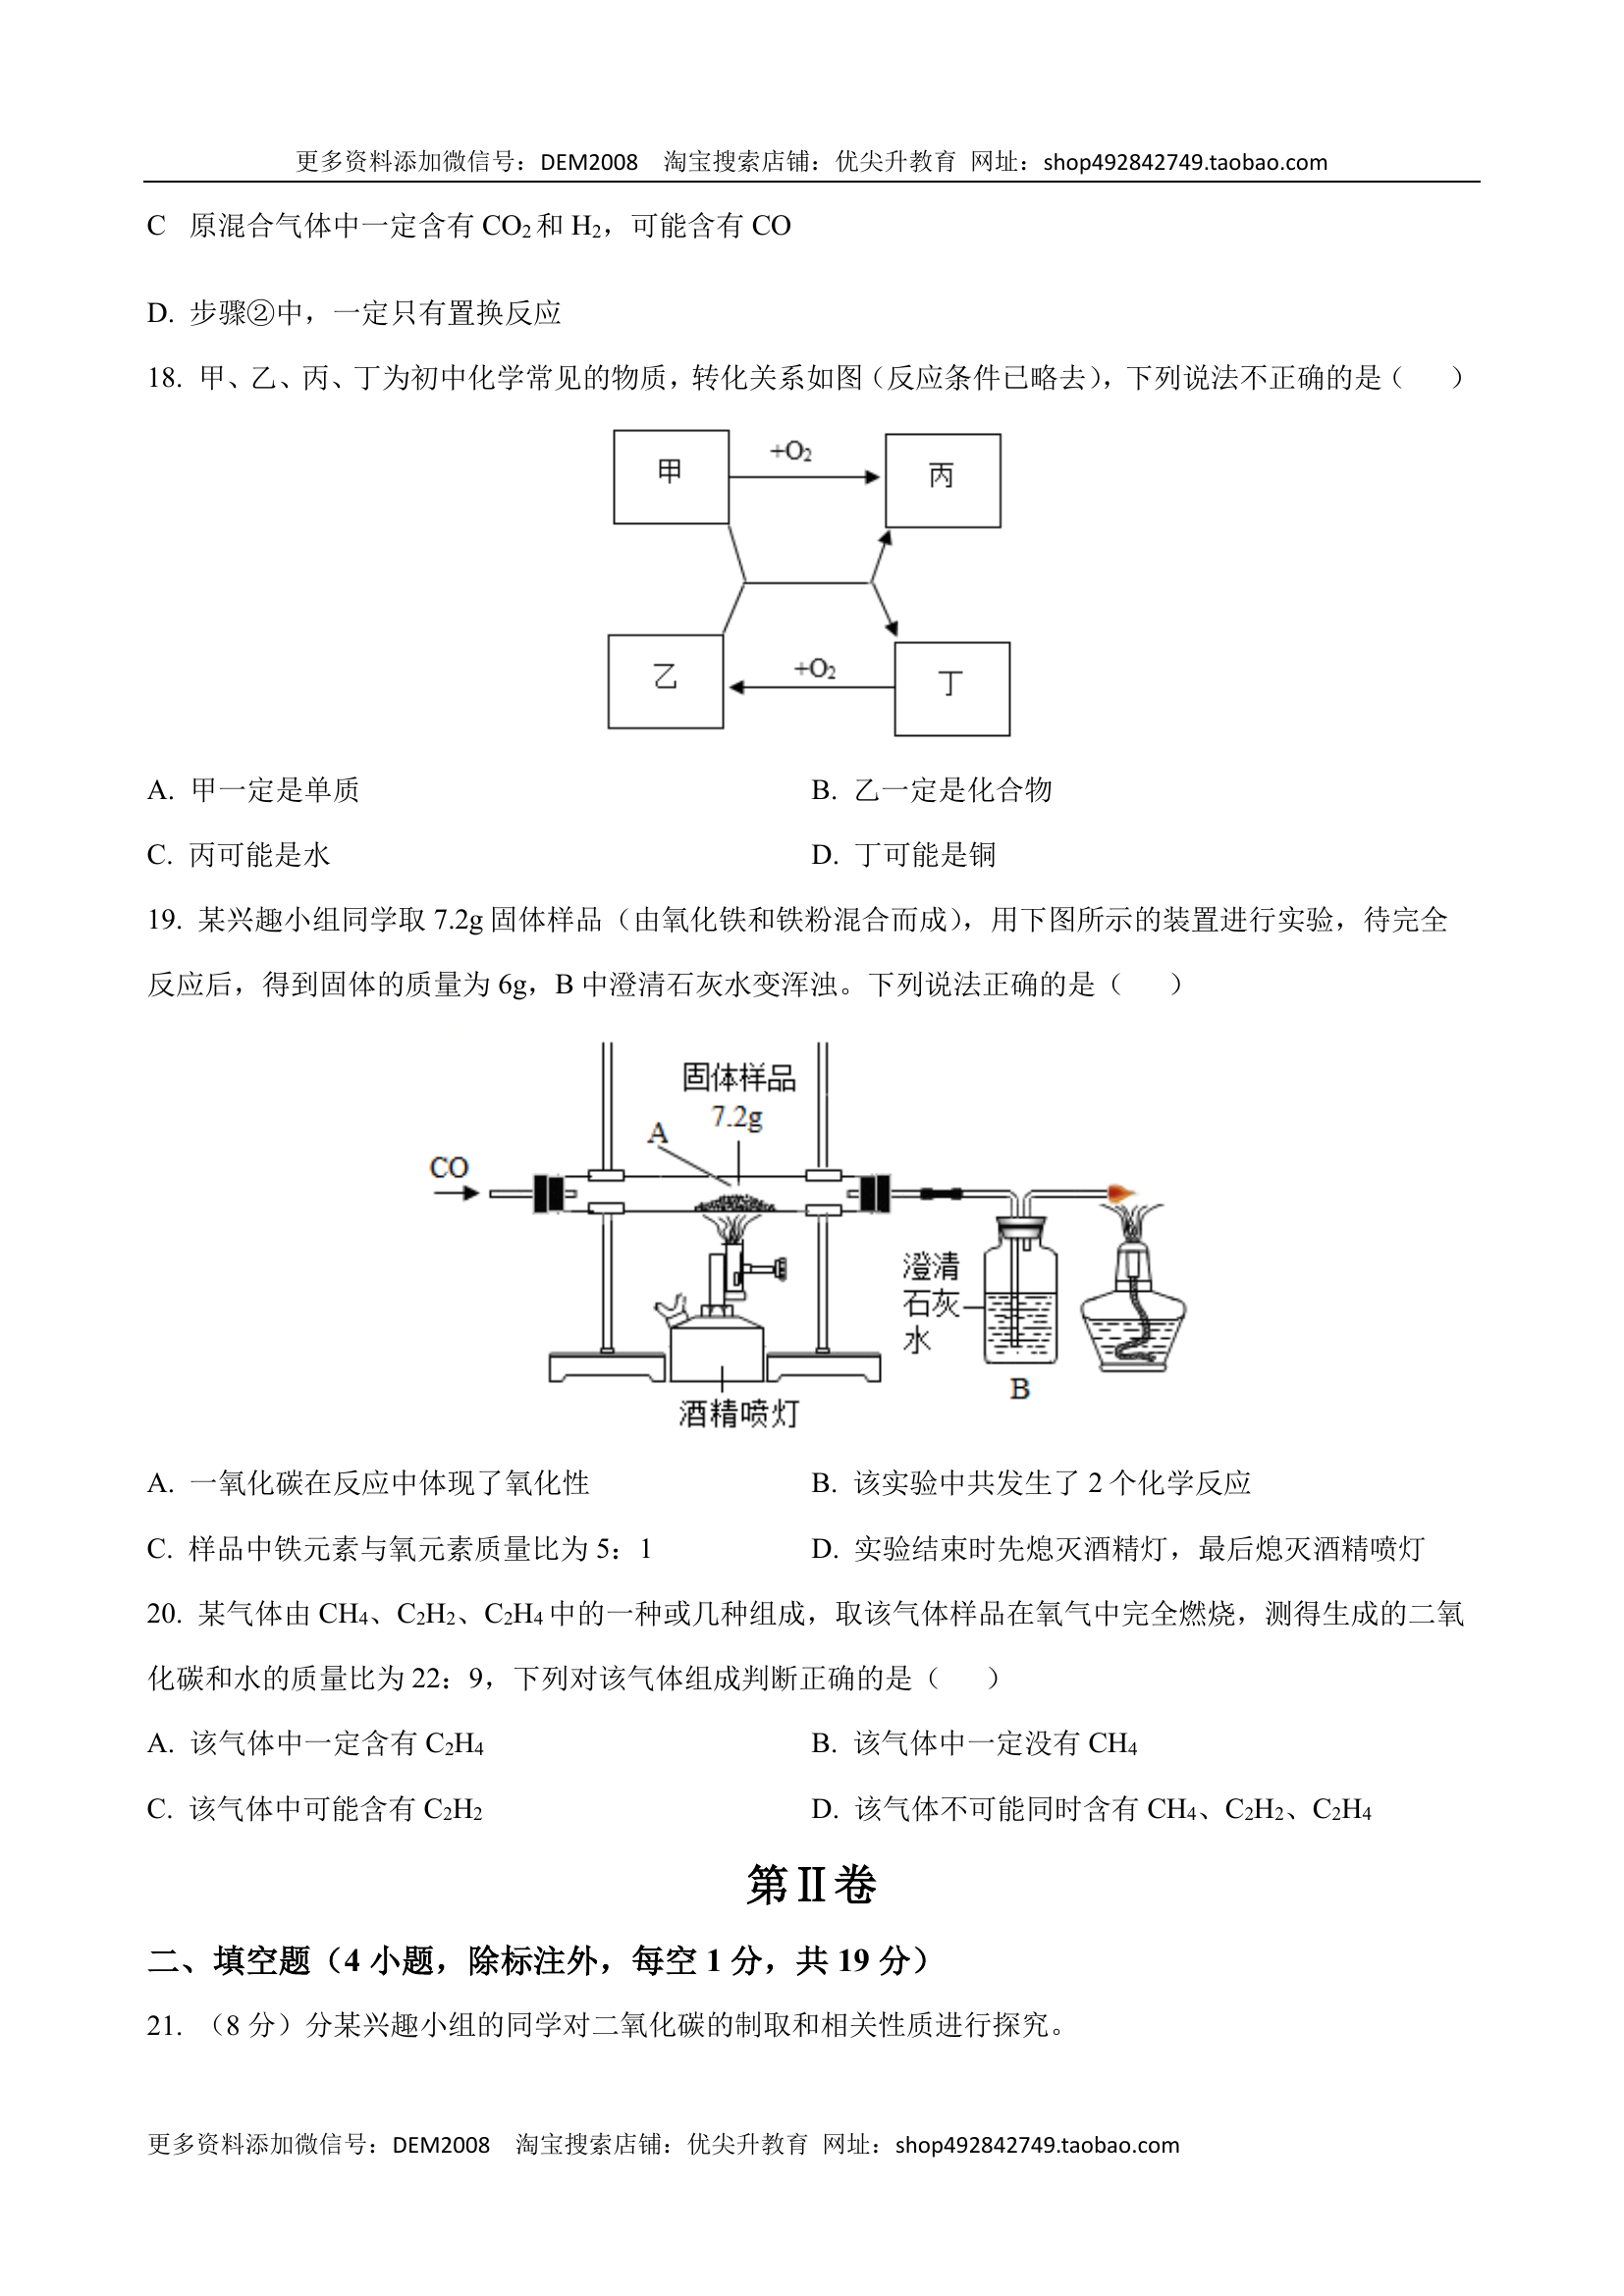 更多资料添加微信号：DEM2008    淘宝搜索店铺：优尖升教育  网址：shop492842749.taobao.com
C   原混合气体中一定含有 CO₂ 和 H₂，可能含有 CO
D.  步骤②中，一定只有置换反应
18.  甲、乙、丙、丁为初中化学常见的物质，转化关系如图（反应条件已略去），下列说法不正确的是（     ）
甲
+O₂
丙
乙
+O₂
丁
A.  甲一定是单质    B.  乙一定是化合物
C.  丙可能是水    D.  丁可能是铜
19.  某兴趣小组同学取 7.2g 固体样品（由氧化铁和铁粉混合而成），用下图所示的装置进行实验，待完全
反应后，得到固体的质量为 6g，B 中澄清石灰水变浑浊。下列说法正确的是（     ）
固体样品
7.2g
A
CO
澄清
石灰
水
B
酒精喷灯
A.  一氧化碳在反应中体现了氧化性    B.  该实验中共发生了 2 个化学反应
C.  样品中铁元素与氧元素质量比为 5：1    D.  实验结束时先熄灭酒精灯，最后熄灭酒精喷灯
20.  某气体由 CH₄、C₂H₂、C₂H₄ 中的一种或几种组成，取该气体样品在氧气中完全燃烧，测得生成的二氧
化碳和水的质量比为 22：9，下列对该气体组成判断正确的是（     ）
A.  该气体中一定含有 C₂H₄    B.  该气体中一定没有 CH₄
C.  该气体中可能含有 C₂H₂    D.  该气体不可能同时含有 CH₄、C₂H₂、C₂H₄
第Ⅱ卷
二、填空题（4 小题，除标注外，每空 1 分，共 19 分）
21.  （8 分）分某兴趣小组的同学对二氧化碳的制取和相关性质进行探究。
更多资料添加微信号：DEM2008    淘宝搜索店铺：优尖升教育  网址：shop492842749.taobao.com